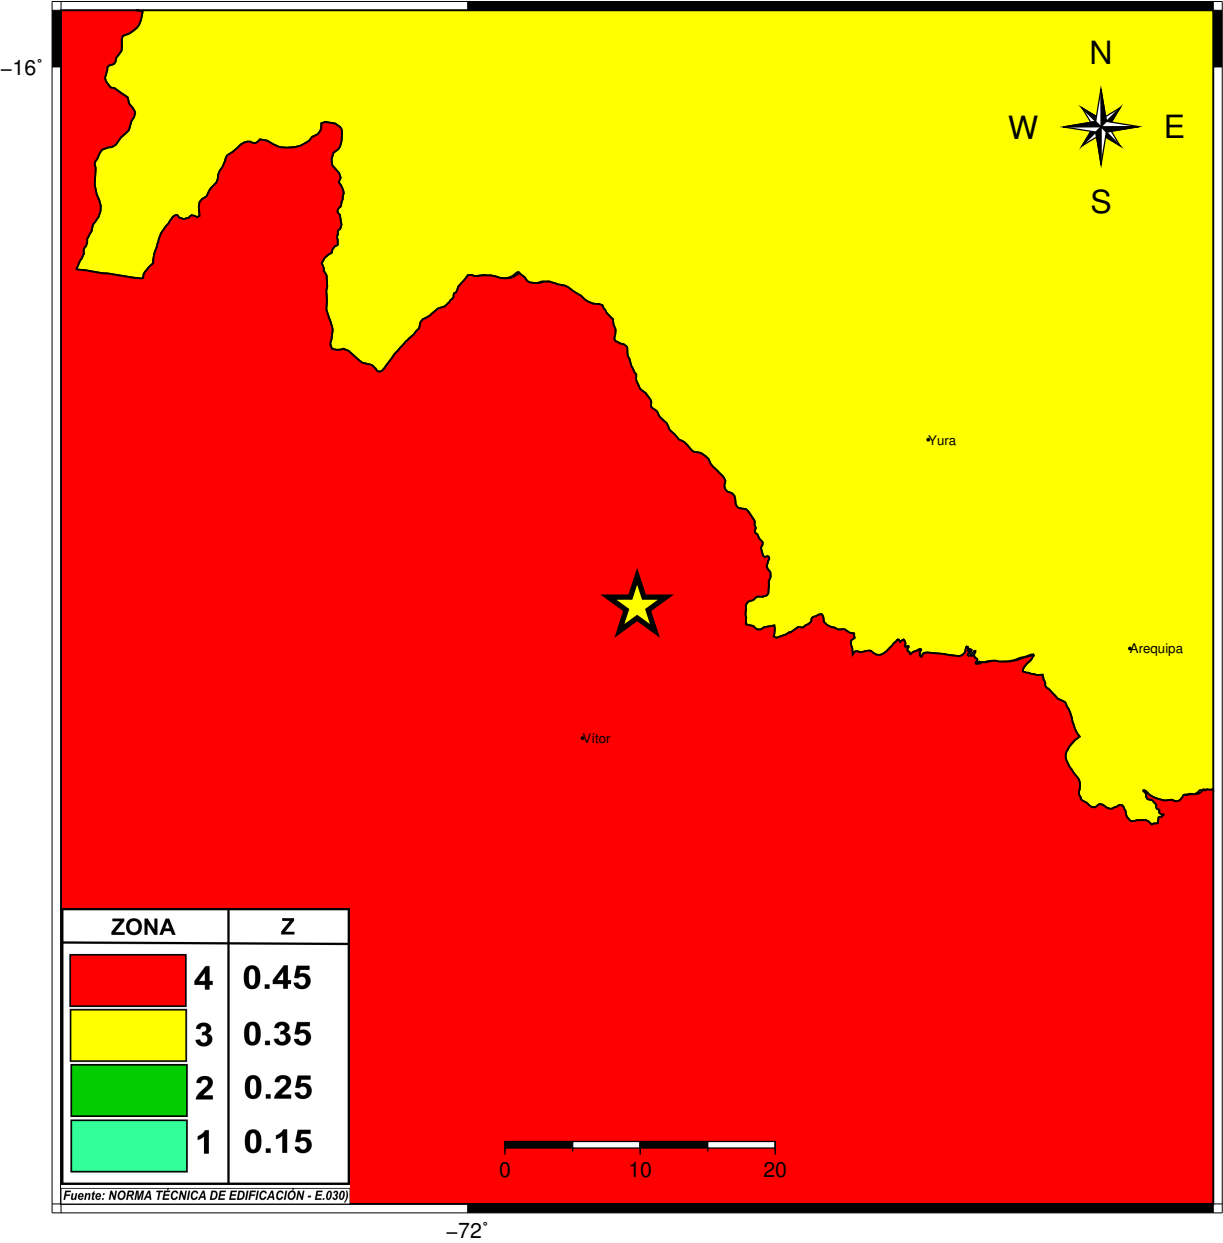 N
−16˚
W E
S
Yura
Arequipa
Vítor
ZONA Z
4 0.45
3 0.35
2 0.25
1 0.15
0 10 20
Fuente: NORMA TÉCNICA DE EDIFICACIÓN - E.030)
−72˚